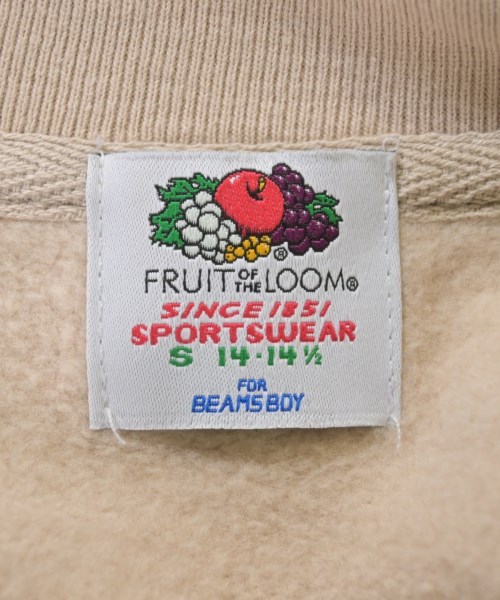 ®
FRUIT OF THE LOOM®
SINCE 1851
SPORTSWEAR
S 14-14½
FOR
BEAMS BOY